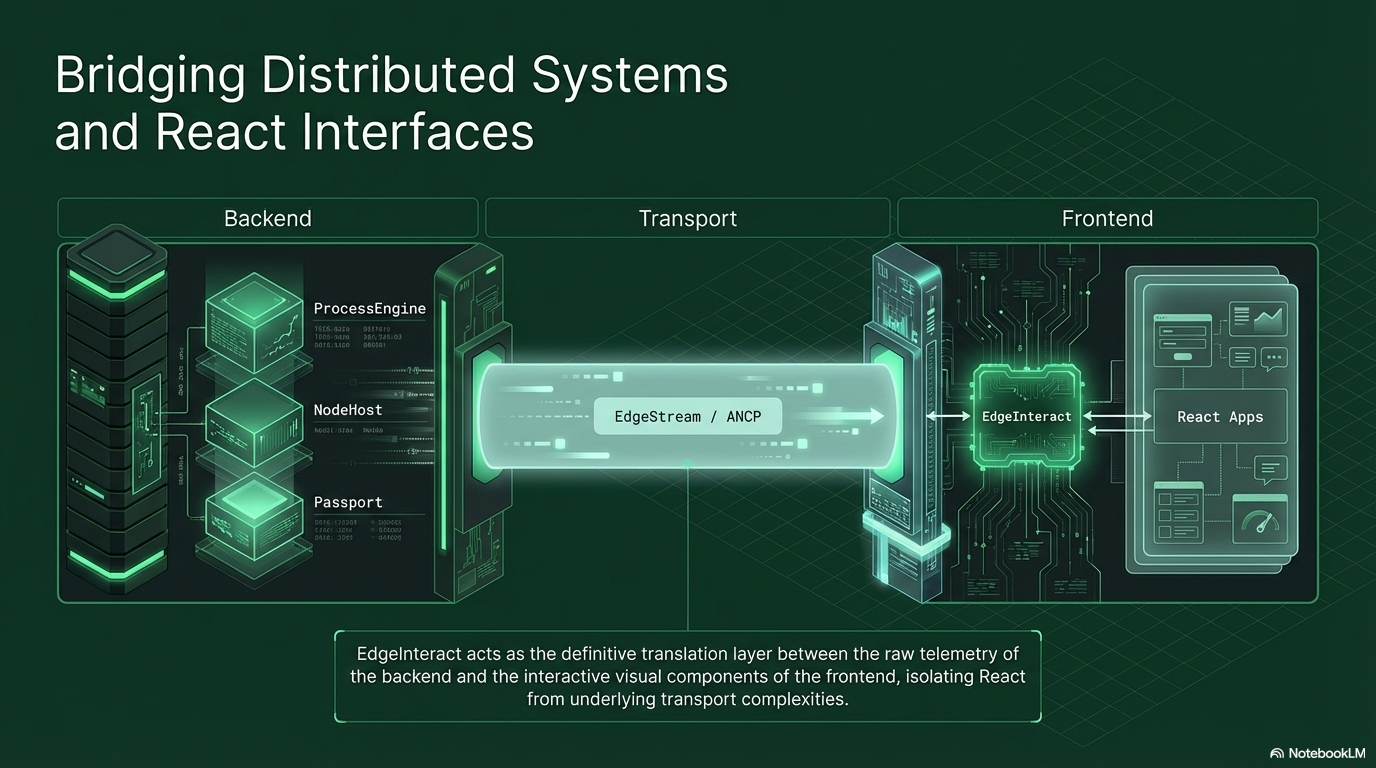 Bridging Distributed Systems
and React Interfaces
Backend
Transport
Frontend
ProcessEngine
NodeHost
Passport
EdgeStream / ANCP
EdgeInteract
React Apps
EdgeInteract acts as the definitive translation layer between the raw telemetry of
the backend and the interactive visual components of the frontend, isolating React
from underlying transport complexities.
NotebookLM